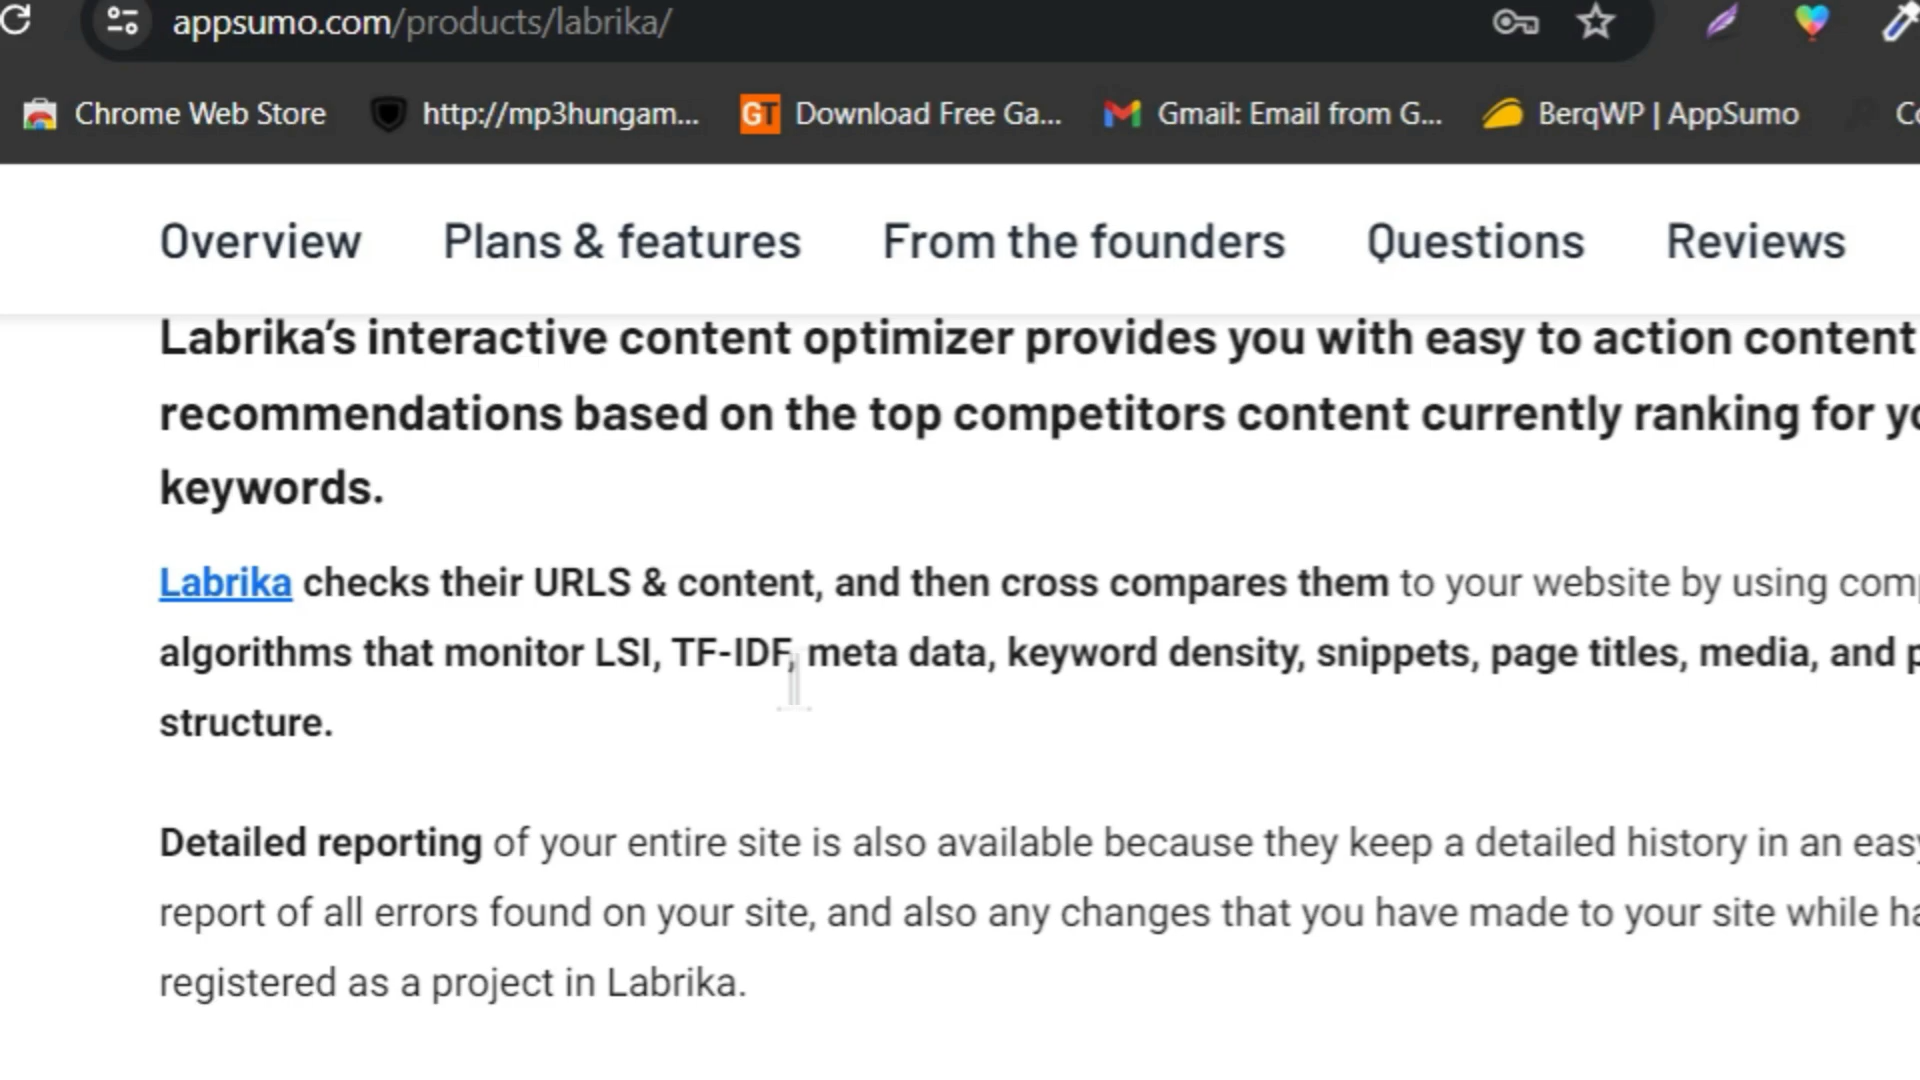 appsumo.com/products/labrika/
Chrome Web Store http://mp3hungam... GT Download Free Ga... Gmail: Email from G... BerqWP | AppSumo
Overview Plans & features From the founders Questions Reviews
Labrika's interactive content optimizer provides you with easy to action content
recommendations based on the top competitors content currently ranking for
keywords.
Labrika checks their URLS & content, and then cross compares them to your website by using
algorithms that monitor LSI, TF-IDF, meta data, keyword density, snippets, page titles, media, and
structure.
Detailed reporting of your entire site is also available because they keep a detailed history in an
report of all errors found on your site, and also any changes that you have made to your site while
registered as a project in Labrika.